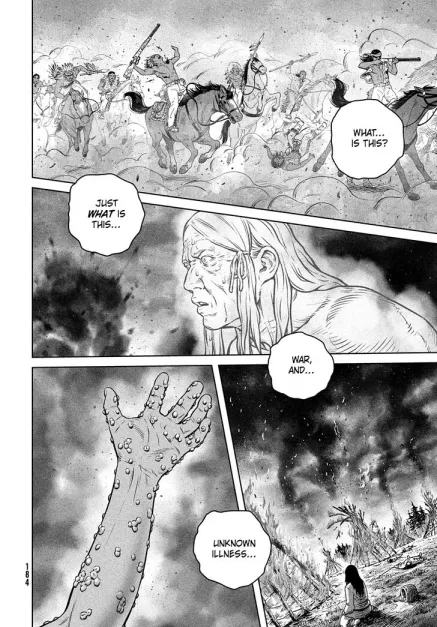 WHAT...
IS THIS?
JUST
WHAT IS
THIS...
WAR,
AND...
UNKNOWN
ILLNESS...
184